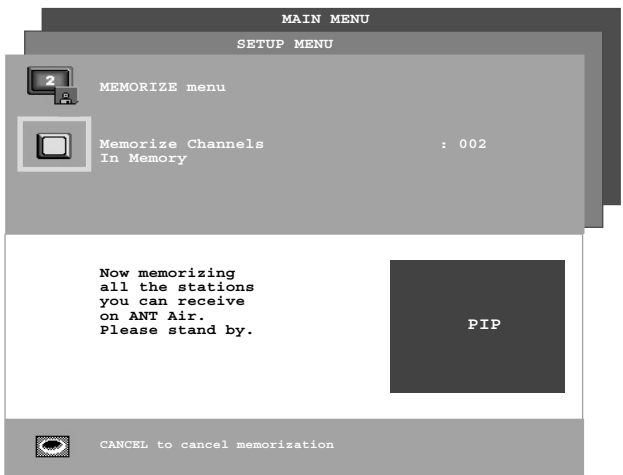 MAIN MENU
SETUP MENU
2
MEMORIZE menu
Memorize Channels : 002
In Memory
Now memorizing
all the stations
you can receive
on ANT Air.
Please stand by.
PIP
CANCEL to cancel memorization